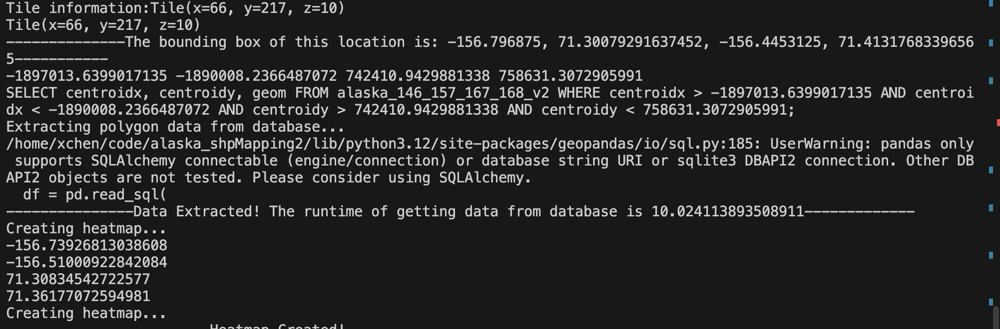 Tile information:Tile(x=66, y=217, z=10)
Tile(x=66, y=217, z=10)
--------------The bounding box of this location is: -156.796875, 71.30079291637452, -156.4453125, 71.4131768339656
5-----------
-1897013.6399017135 -1890008.2366487072 742410.9429881338 758631.3072905991
SELECT centroidx, centroidy, geom FROM alaska_146_157_167_168_v2 WHERE centroidx > -1897013.6399017135 AND centroi
dx < -1890008.2366487072 AND centroidy > 742410.9429881338 AND centroidy < 758631.3072905991;
Extracting polygon data from database...
/home/xchen/code/alaska_shpMapping2/lib/python3.12/site-packages/geopandas/io/sql.py:185: UserWarning: pandas only
 supports SQLAlchemy connectable (engine/connection) or database string URI or sqlite3 DBAPI2 connection. Other DB
API2 objects are not tested. Please consider using SQLAlchemy.
  df = pd.read_sql(
---------------Data Extracted! The runtime of getting data from database is 10.024113893508911-------------
Creating heatmap...
-156.73926813038608
-156.51000922842084
71.30834542722577
71.36177072594981
Creating heatmap...
Heatmap Created!